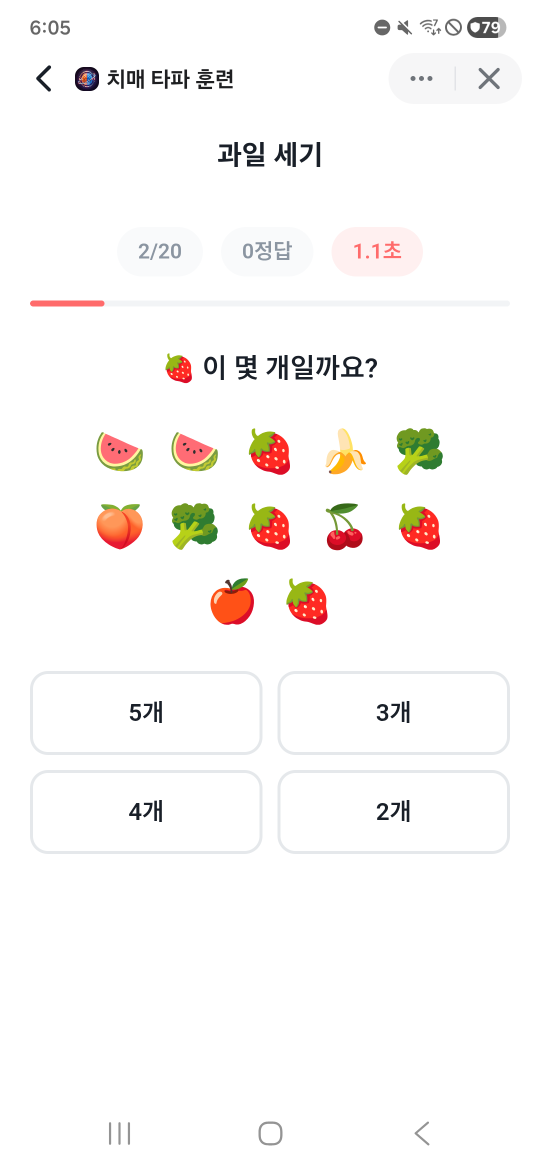 6:05
79
치매 타파 훈련
과일 세기
2/20 0정답 1.1초
🍓 이 몇 개일까요?
5개 3개
4개 2개